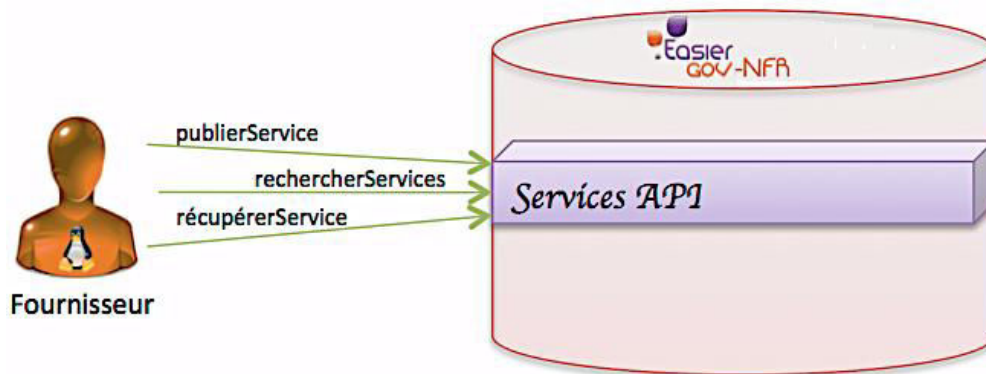 Easier
GOV-NFR
publierService
rechercherServices
récupérerService
Services API
Fournisseur